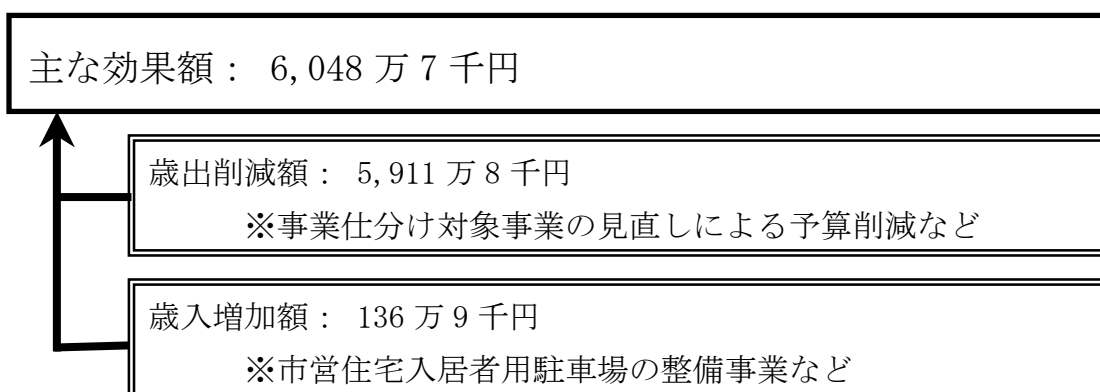 主な効果額： 6,048 万 7 千円
歳出削減額： 5,911 万 8 千円
※事業仕分け対象事業の見直しによる予算削減など
歳入増加額： 136 万 9 千円
※市営住宅入居者用駐車場の整備事業など